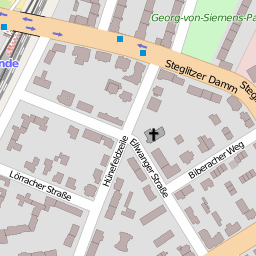 Georg-von-Siemens-Pa
nde
Steglitzer Damm
Steg
Hünefeldzeile
Ellwanger Straße
Biberacher Weg
Lörracher Straße